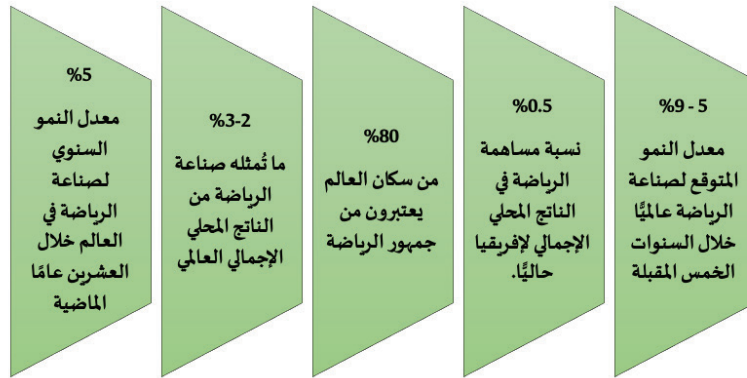 %9 - 5
معدل النمو
المتوقع لصناعة
الرياضة عالميًّا
خلال السنوات
الخمس المقبلة
%0.5
نسبة مساهمة
الرياضة في
الناتج المحلي
الإجمالي لإفريقيا
حاليًّا.
%80
من سكان العالم
يعتبرون من
جمهور الرياضة
%3-2
ما تُمثله صناعة
الرياضة من
الناتج المحلي
الإجمالي العالمي
%5
معدل النمو
السنوي
لصناعة
الرياضة في
العالم خلال
العشرين عامًا
الماضية